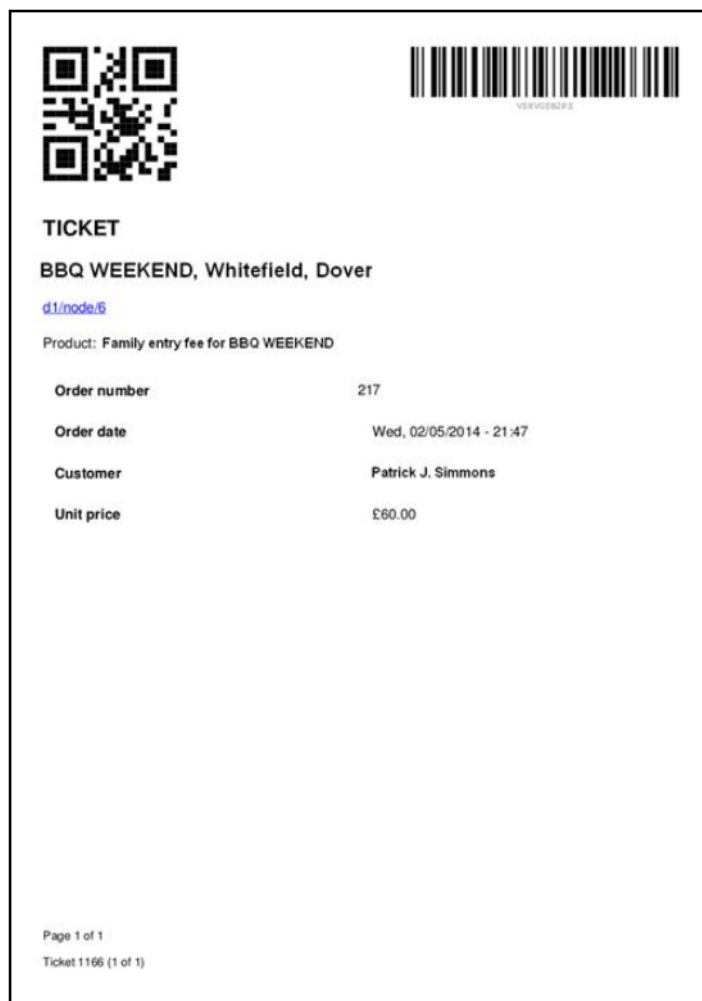 TICKET
BBQ WEEKEND, Whitefield, Dover
d1/node/6
Product: Family entry fee for BBQ WEEKEND
Order number 217
Order date Wed, 02/05/2014 - 21:47
Customer Patrick J. Simmons
Unit price £60.00
Page 1 of 1
Ticket 1166 (1 of 1)